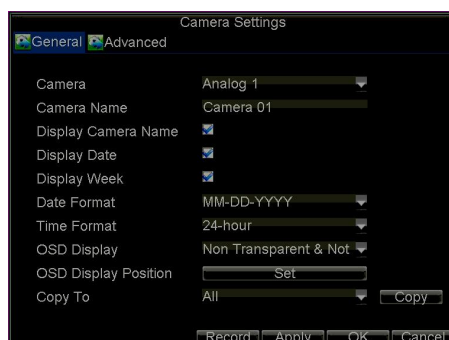 Camera Settings
General Advanced
Camera Analog 1
Camera Name Camera 01
Display Camera Name
Display Date
Display Week
Date Format MM-DD-YYYY
Time Format 24-hour
OSD Display Non Transparent & Not
OSD Display Position Set
Copy To All Copy
Record Apply OK Cancel